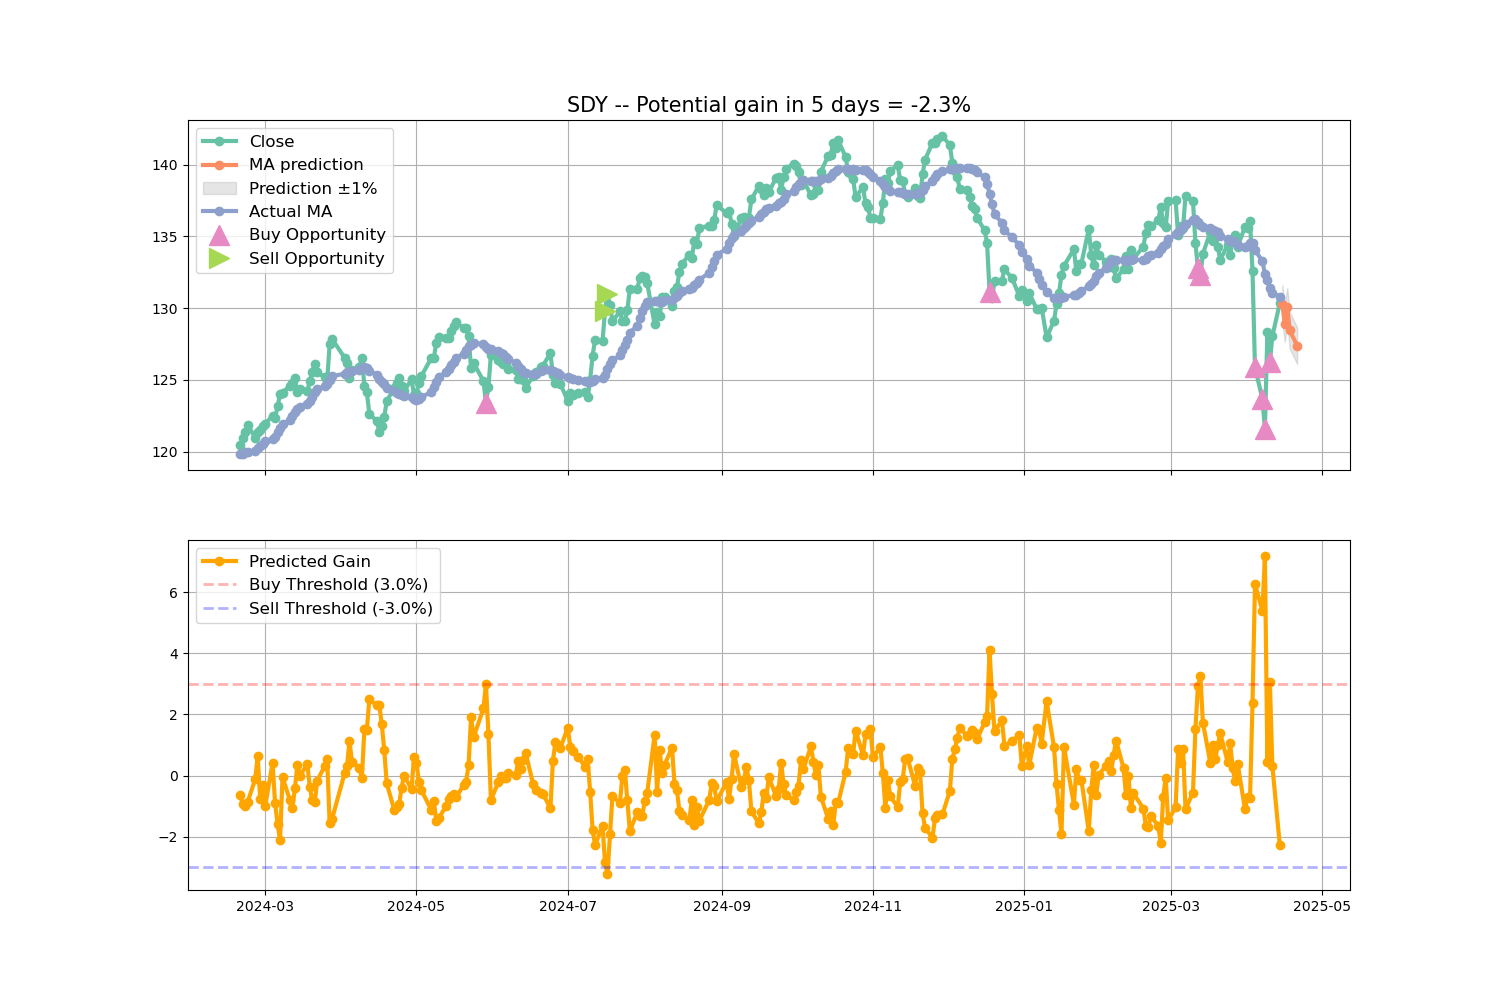 SDY -- Potential gain in 5 days = -2.3%
Close
MA prediction
Prediction ±1%
Actual MA
Buy Opportunity
Sell Opportunity
140
135
130
125
120
Predicted Gain
Buy Threshold (3.0%)
Sell Threshold (-3.0%)
6
4
2
0
−2
2024-03 2024-05 2024-07 2024-09 2024-11 2025-01 2025-03 2025-05